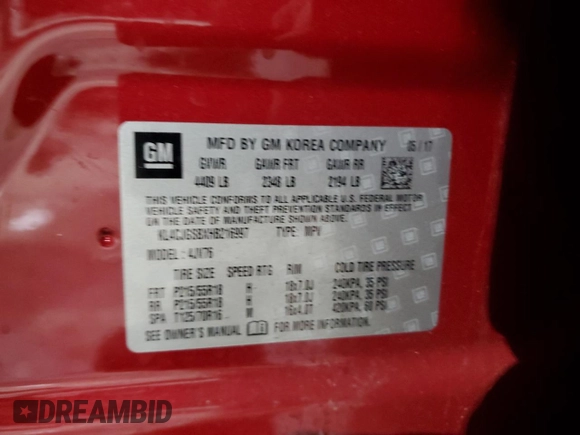 GM
MFD BY GM KOREA COMPANY 05 / 17
GVWR GAWR FRT GAWR RR
4409 LB 2348 LB 2194 LB
THIS VEHICLE CONFORMS TO ALL APPLICABLE U.S. FEDERAL MOTOR
VEHICLE SAFETY AND THEFT PREVENTION STANDARDS IN EFFECT
ON THE DATE OF MANUFACTURE SHOWN ABOVE.
KL4CJGSBXHB216997 TYPE: MPV
MODEL: 4JV76
TIRE SIZE SPEED RTG RIM COLD TIRE PRESSURE
FRT P215/55R18 H 18x7.0J 240KPA, 35 PSI
RR P215/55R18 H 18x7.0J 240KPA, 35 PSI
SPA T125/70R16 M 16x4.0T 420KPA, 60 PSI
SEE OWNER'S MANUAL FOR MORE INFORMATION.
DREAMBID